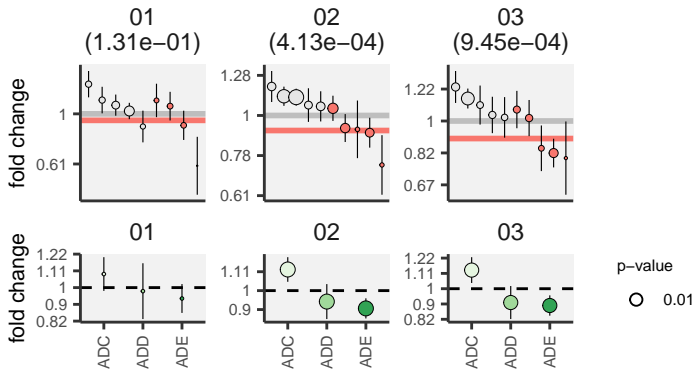 01
(1.31e−01)
02
(4.13e−04)
03
(9.45e−04)
fold change
1
0.61
1.28
1
0.78
0.61
1.22
1
0.82
0.67
01
02
03
fold change
1.22
1.11
1
0.9
0.82
1.11
1
0.9
1.22
1.11
1
0.9
0.82
ADC
ADD
ADE
ADC
ADD
ADE
ADC
ADD
ADE
p−value
0.01